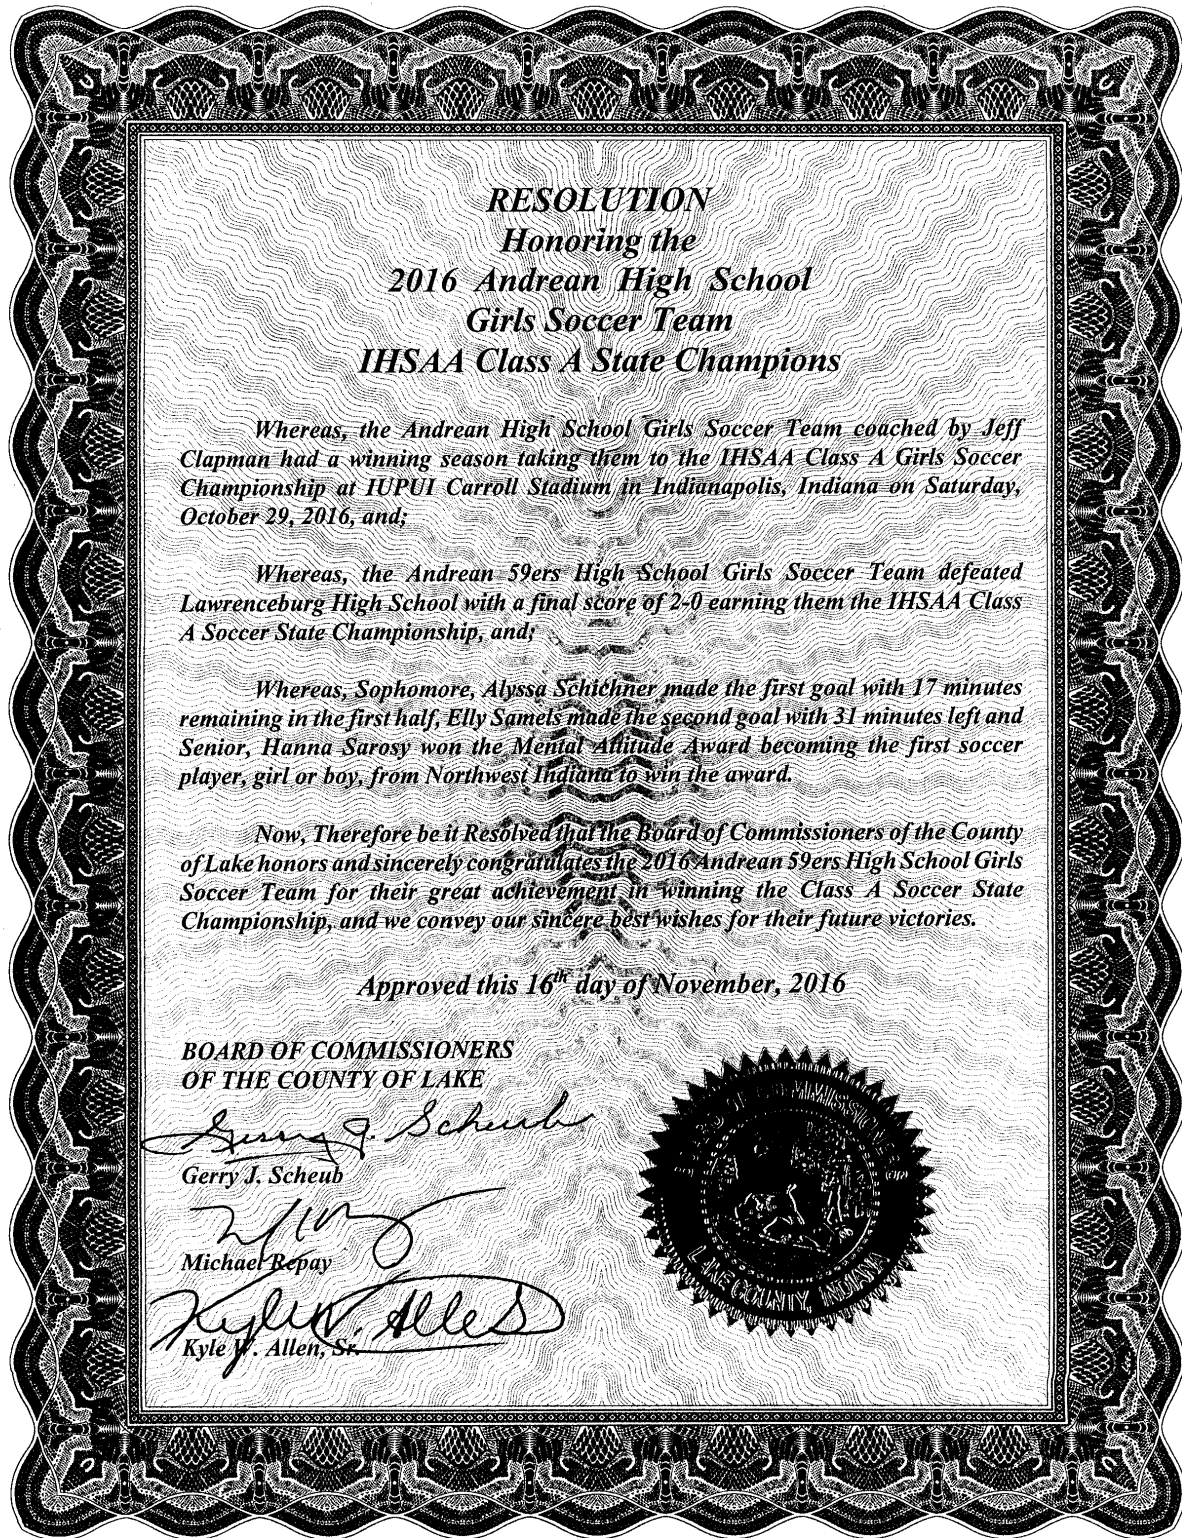 RESOLUTION
Honoring the
2016 Andrean High School
Girls Soccer Team
IHSAA Class A State Champions
Whereas, the Andrean High School Girls Soccer Team coached by Jeff
Clapman had a winning season taking them to the IHSAA Class A Girls Soccer
Championship at IUPUI Carroll Stadium in Indianapolis, Indiana on Saturday,
October 29, 2016, and;
Whereas, the Andrean 59ers High School Girls Soccer Team defeated
Lawrenceburg High School with a final score of 2-0 earning them the IHSAA Class
A Soccer State Championship, and;
Whereas, Sophomore, Alyssa Schichner made the first goal with 17 minutes
remaining in the first half, Elly Samels made the second goal with 31 minutes left and
Senior, Hanna Sarosy won the Mental Attitude Award becoming the first soccer
player, girl or boy, from Northwest Indiana to win the award.
Now, Therefore be it Resolved that the Board of Commissioners of the County
of Lake honors and sincerely congratulates the 2016 Andrean 59ers High School Girls
Soccer Team for their great achievement in winning the Class A Soccer State
Championship, and we convey our sincere best wishes for their future victories.
Approved this 16th day of November, 2016
BOARD OF COMMISSIONERS
OF THE COUNTY OF LAKE
Gerry J. Scheub
Gerry J. Scheub
Michael Repay
Kyle W. Allen S
Kyle W. Allen, Sr.
LAKE COUNTY, INDIANA